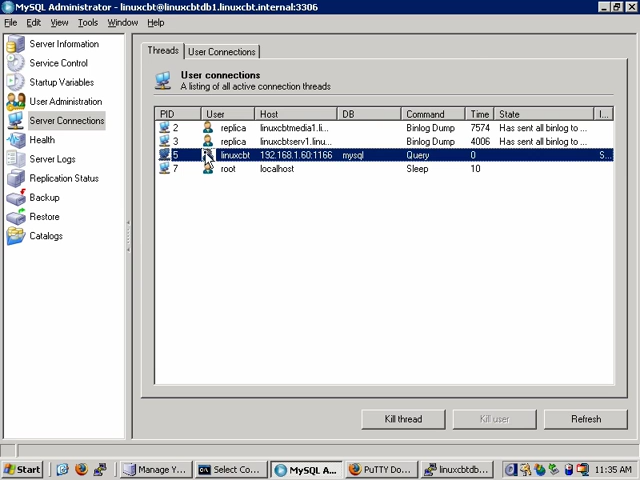 MySQL Administrator - linuxcbt@linuxcbtdb1.linuxcbt.internal:3306
File Edit View Tools Window Help
Server Information
Service Control
Startup Variables
User Administration
Server Connections
Health
Server Logs
Replication Status
Backup
Restore
Catalogs
Threads User Connections
User connections
A listing of all active connection threads
PID User Host DB Command Time State I...
2 replica linuxcbtmedia1.li... Binlog Dump 7574 Has sent all binlog to ...
3 replica linuxcbtserv1.linu... Binlog Dump 4006 Has sent all binlog to ...
5 linuxcbt 192.168.1.60:1166 mysql Query 0 S...
7 root localhost Sleep 10
Kill thread Kill user Refresh
Start Manage Y... Select Co... MySQL A... PuTTY Do... linuxcbtdb... 11:35 AM